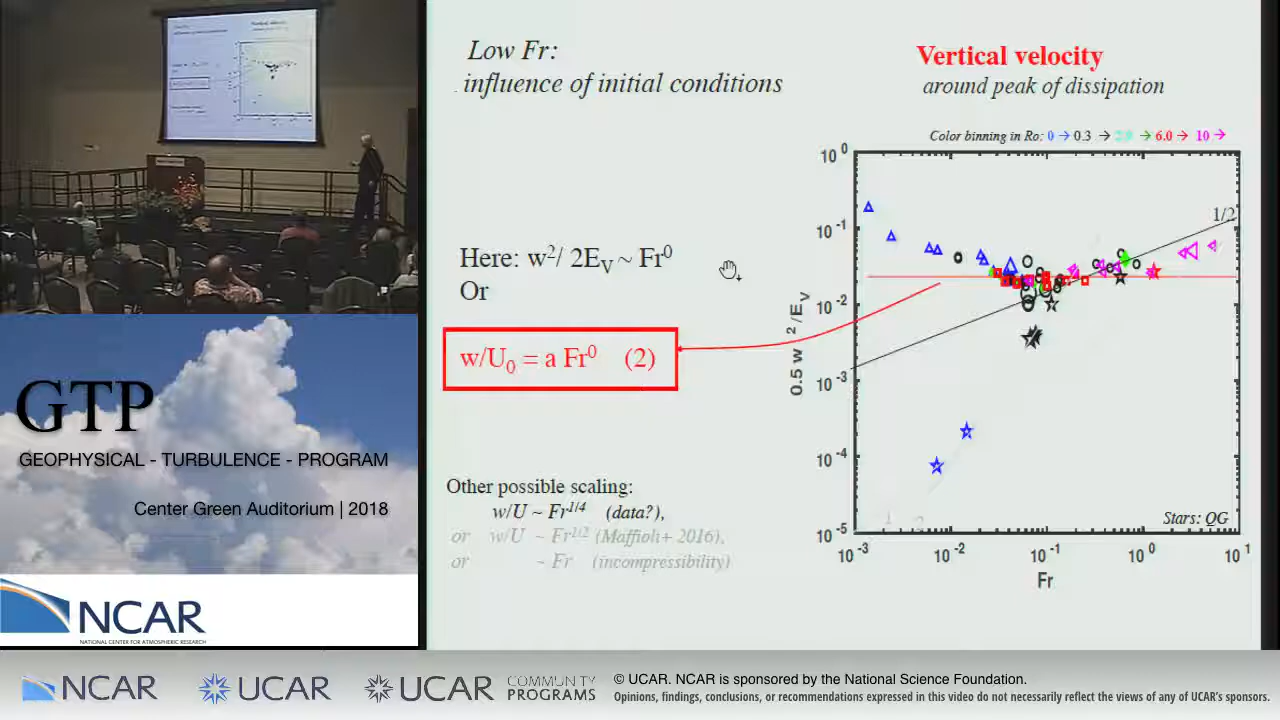 Low Fr:
influence of initial conditions
Vertical velocity
around peak of dissipation
Color binning in Ro: 0 → 0.3 → 2.9 → 6.0 → 10 →
Here: w²/ 2E_V ~ Fr⁰
Or
w/U₀ = a Fr⁰ (2)
Other possible scaling:
w/U ~ Fr^1/4 (data?),
or w/U ~ Fr^1/2 (Maffioli+ 2016),
or ~ Fr (incompressibility)
0.5 w ²/E_V
10⁰
10⁻¹
10⁻²
10⁻³
10⁻⁴
10⁻⁵
1/2
Stars: QG
10⁻³ 10⁻² 10⁻¹ 10⁰ 10¹
Fr
GTP
GEOPHYSICAL - TURBULENCE - PROGRAM
Center Green Auditorium | 2018
NCAR
NATIONAL CENTER FOR ATMOSPHERIC RESEARCH
NCAR
UCAR
UCAR
COMMUNITY
PROGRAMS
© UCAR. NCAR is sponsored by the National Science Foundation.
Opinions, findings, conclusions, or recommendations expressed in this video do not necessarily reflect the views of any of UCAR's sponsors.